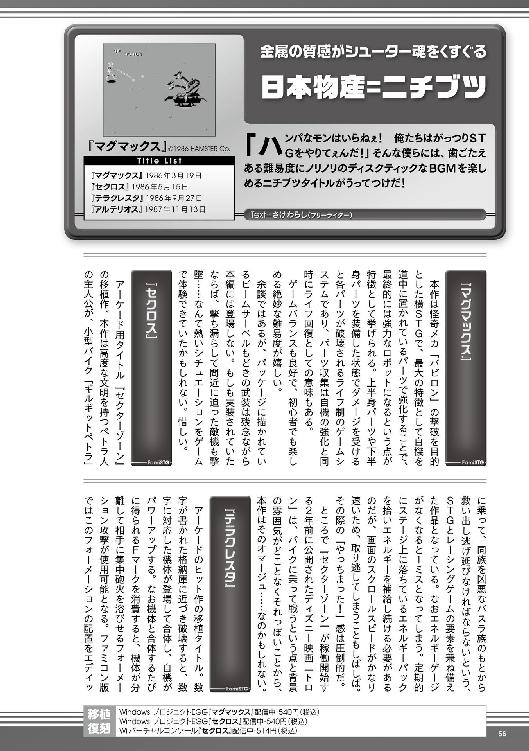 金属の質感がシューター魂をくすぐる
日本物産=ニチブツ
『マグマックス』©1986 HAMSTER Co.
Title List
『マグマックス』1986年3月19日
『セクロス』1986年5月15日
『テラクレスタ』1986年9月27日
『アルテリオス』1987年11月13日
「ハンパなモンはいらねぇ! 俺たちはがっつりST
Gをやりてぇんだ!」そんな僕らには、歯ごたえ
ある難易度にノリノリのディスクティックなBGMを楽し
めるニチブツタイトルがうってつけだ!
Text=さけわらし(フリーライター)
『マグマックス』
FamiSTG
本作は怪奇メカ「バビロン」の撃破を目的
とした横STGで、最大の特徴として自機を
道中に置かれているパーツで強化することで、
最終的には強力なロボットになるという点が
特徴として挙げられる。上半身パーツや下半
身パーツを装備した状態でダメージを受ける
と各パーツが破壊されるライフ制のゲームシ
ステムであり、パーツ収集は自機の強化と同
時にライフ回復としての意味もある。
ゲームバランスも良好で、初心者でも楽し
める絶妙な難易度が嬉しい。
余談ではあるが、パッケージに描かれてい
るビームサーベルもどきの武装は残念ながら
本編には登場しない。もしも実装されていた
ならば、撃ち漏らして間近に迫った敵機も撃
墜……なんて熱いシチュエーションをゲーム
で体験できていたかもしれない。惜しい。
『セクロス』
FamiSTG
アーケード用タイトル『セクターゾーン』
の移植作。本作は高度な文明を持つペトラ人
の主人公が、小型バイク「ギルギットペトラ」
に乗って、同族を凶悪なバスラ族のもとから
救い出し逃げ延びなければならないという、
STGとレーシングゲームの要素を兼ね備え
た作品となっている。なおエネルギーゲージ
がなくなるとミスとなってしまう。定期的
にステージ上に落ちているエネルギーパック
を拾いエネルギーを補給し続ける必要がある
のだが、画面のスクロールスピードがかなり
速いため、取り逃してしまうこともしばしば。
その際の「やっちまった!」感は圧倒的だ。
ところで『セクターゾーン』が稼働開始す
る2年前に公開されたディズニー映画『トロ
ン』は、バイクに乗って戦うという点と背景
の雰囲気がどことなくそれっぽいことから、
本作はそのオマージュ……なのかもしれない。
『テラクレスタ』
FamiSTG
アーケードのヒット作の移植タイトル。数
字が書かれた格納庫に近づき破壊すると、数
字に対応した機体が登場して合体し、自機が
パワーアップする。なお機体と合体するたび
に得られるFマークを消費すると、機体が分
離して相手に集中砲火を浴びせるフォーメー
ション攻撃が使用可能となる。ファミコン版
ではこのフォーメーションの配置をエディッ
移植
復刻
Windows プロジェクトEGG『マグマックス』配信中・540円(税込)
Windows プロジェクトEGG『セクロス』配信中・540円(税込)
Wiiバーチャルコンソール『セクロス』配信中・514円(税込)
56